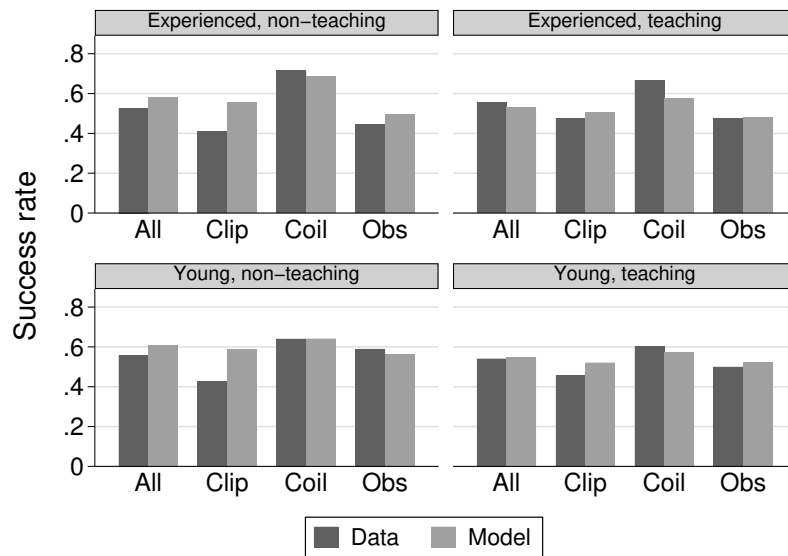 Experienced, non−teaching
Experienced, teaching
.8
.6
.4
.2
0
All Clip Coil Obs
All Clip Coil Obs
Success rate
Young, non−teaching
Young, teaching
.8
.6
.4
.2
0
All Clip Coil Obs
All Clip Coil Obs
Data Model